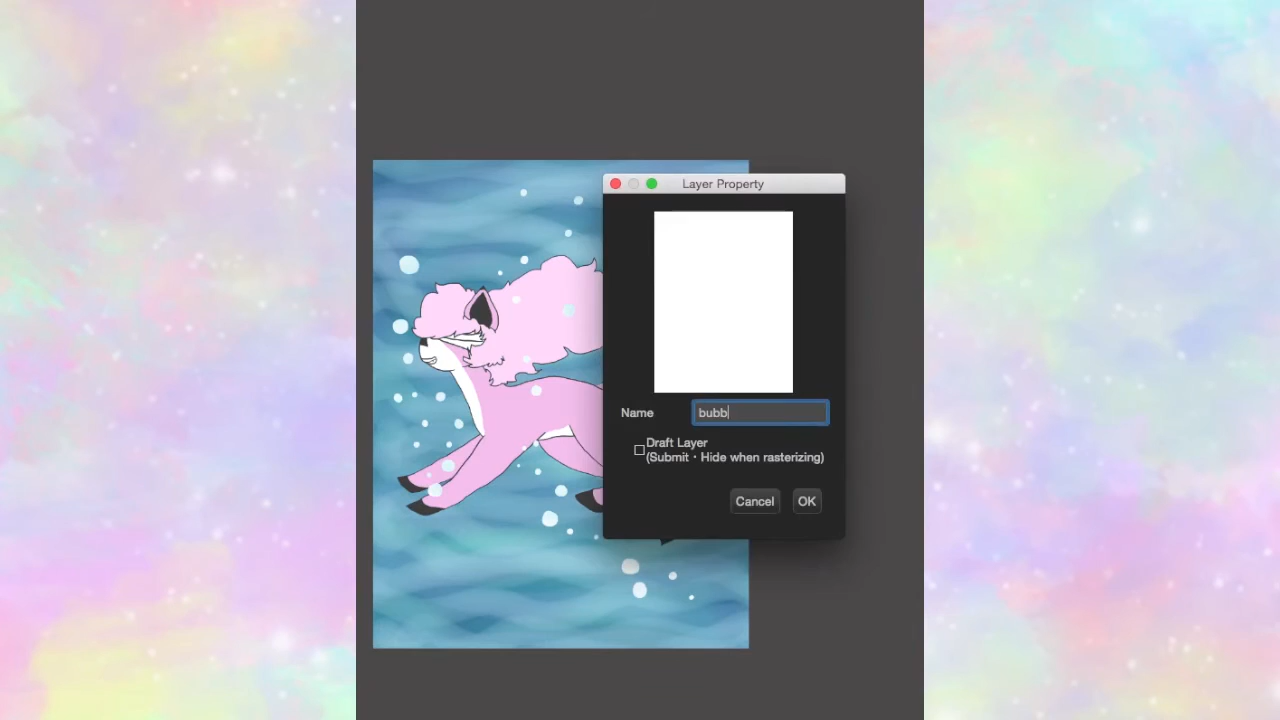 Layer Property
Name
bubb
Draft Layer
(Submit・Hide when rasterizing)
Cancel
OK